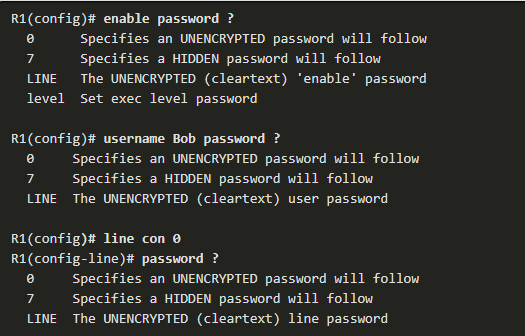 R1(config)# enable password ?
  0      Specifies an UNENCRYPTED password will follow
  7      Specifies a HIDDEN password will follow
  LINE   The UNENCRYPTED (cleartext) 'enable' password
  level  Set exec level password

R1(config)# username Bob password ?
  0     Specifies an UNENCRYPTED password will follow
  7     Specifies a HIDDEN password will follow
  LINE  The UNENCRYPTED (cleartext) user password

R1(config)# line con 0
R1(config-line)# password ?
  0     Specifies an UNENCRYPTED password will follow
  7     Specifies a HIDDEN password will follow
  LINE  The UNENCRYPTED (cleartext) line password